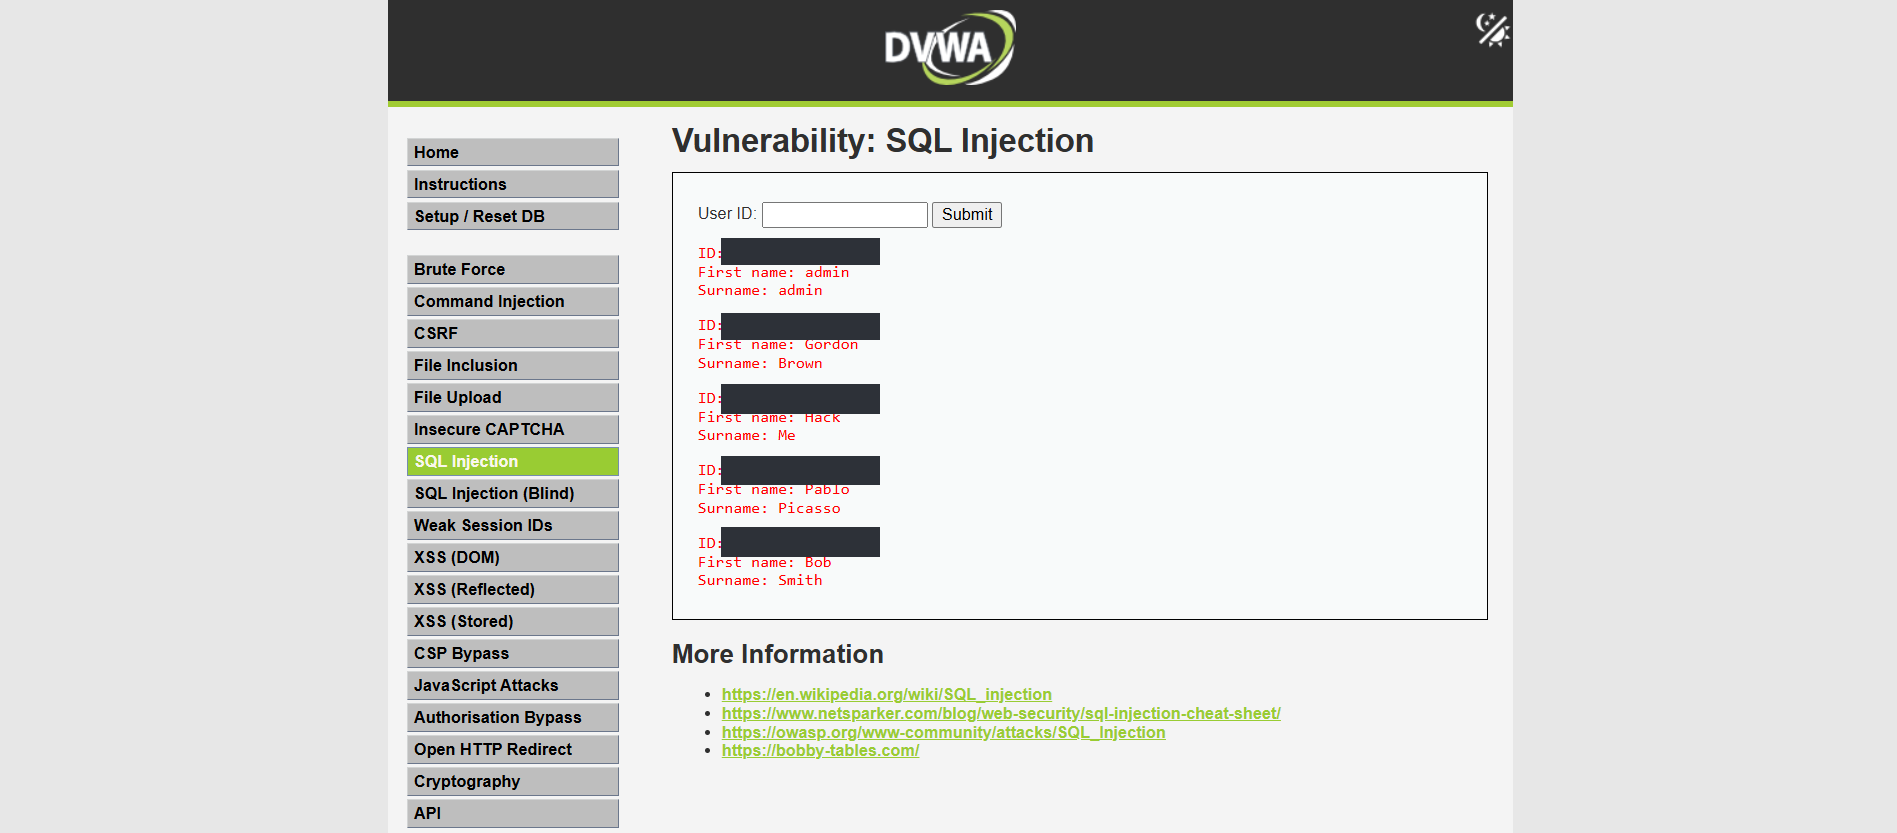 DVWA
Home
Instructions
Setup / Reset DB
Brute Force
Command Injection
CSRF
File Inclusion
File Upload
Insecure CAPTCHA
SQL Injection
SQL Injection (Blind)
Weak Session IDs
XSS (DOM)
XSS (Reflected)
XSS (Stored)
CSP Bypass
JavaScript Attacks
Authorisation Bypass
Open HTTP Redirect
Cryptography
API
Vulnerability: SQL Injection
User ID: Submit
ID:
First name: admin
Surname: admin
ID:
First name: Gordon
Surname: Brown
ID:
First name: Hack
Surname: Me
ID:
First name: Pablo
Surname: Picasso
ID:
First name: Bob
Surname: Smith
More Information
https://en.wikipedia.org/wiki/SQL_injection
https://www.netsparker.com/blog/web-security/sql-injection-cheat-sheet/
https://owasp.org/www-community/attacks/SQL_Injection
https://bobby-tables.com/